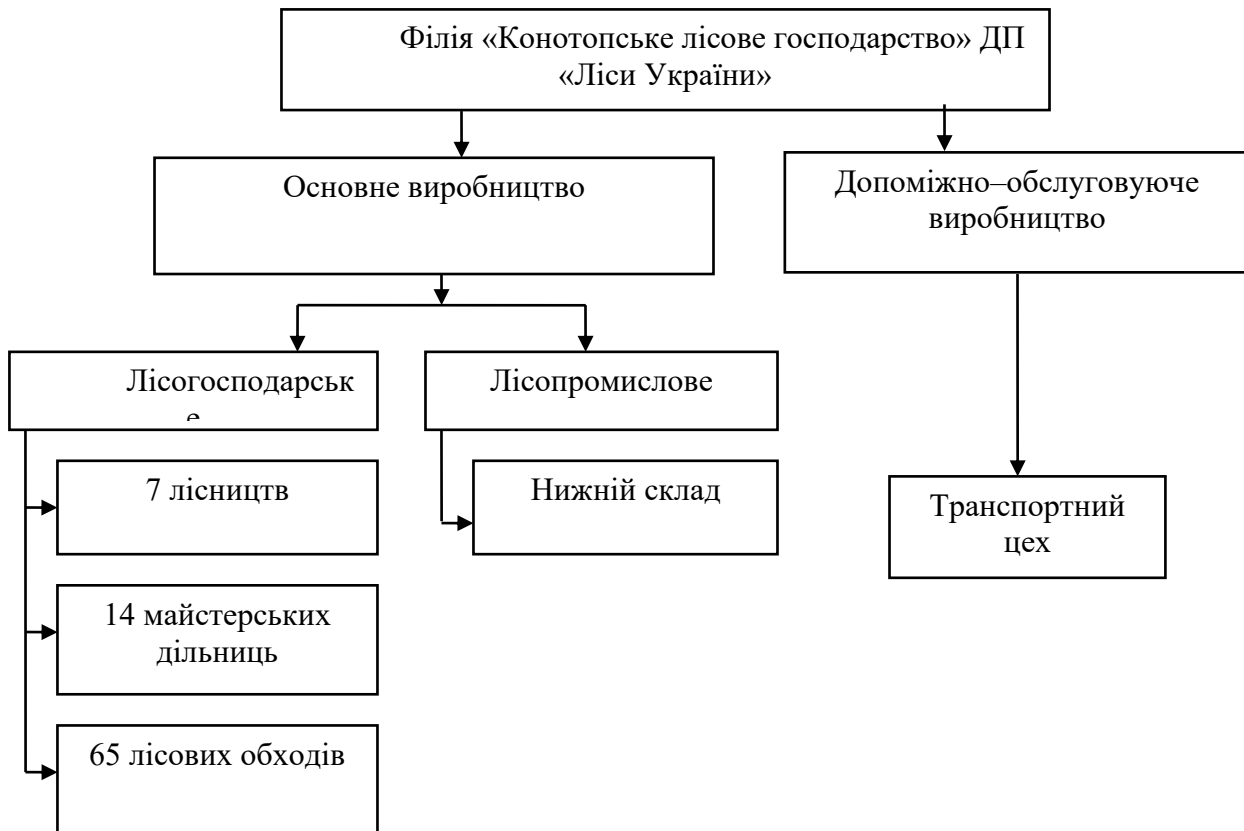 Філія «Конотопське лісове господарство» ДП
«Ліси України»
Основне виробництво
Допоміжно–обслуговуюче
виробництво
Лісогосподарськ
е
Лісопромислове
7 лісництв
Нижній склад
Транспортний
цех
14 майстерських
дільниць
65 лісових обходів